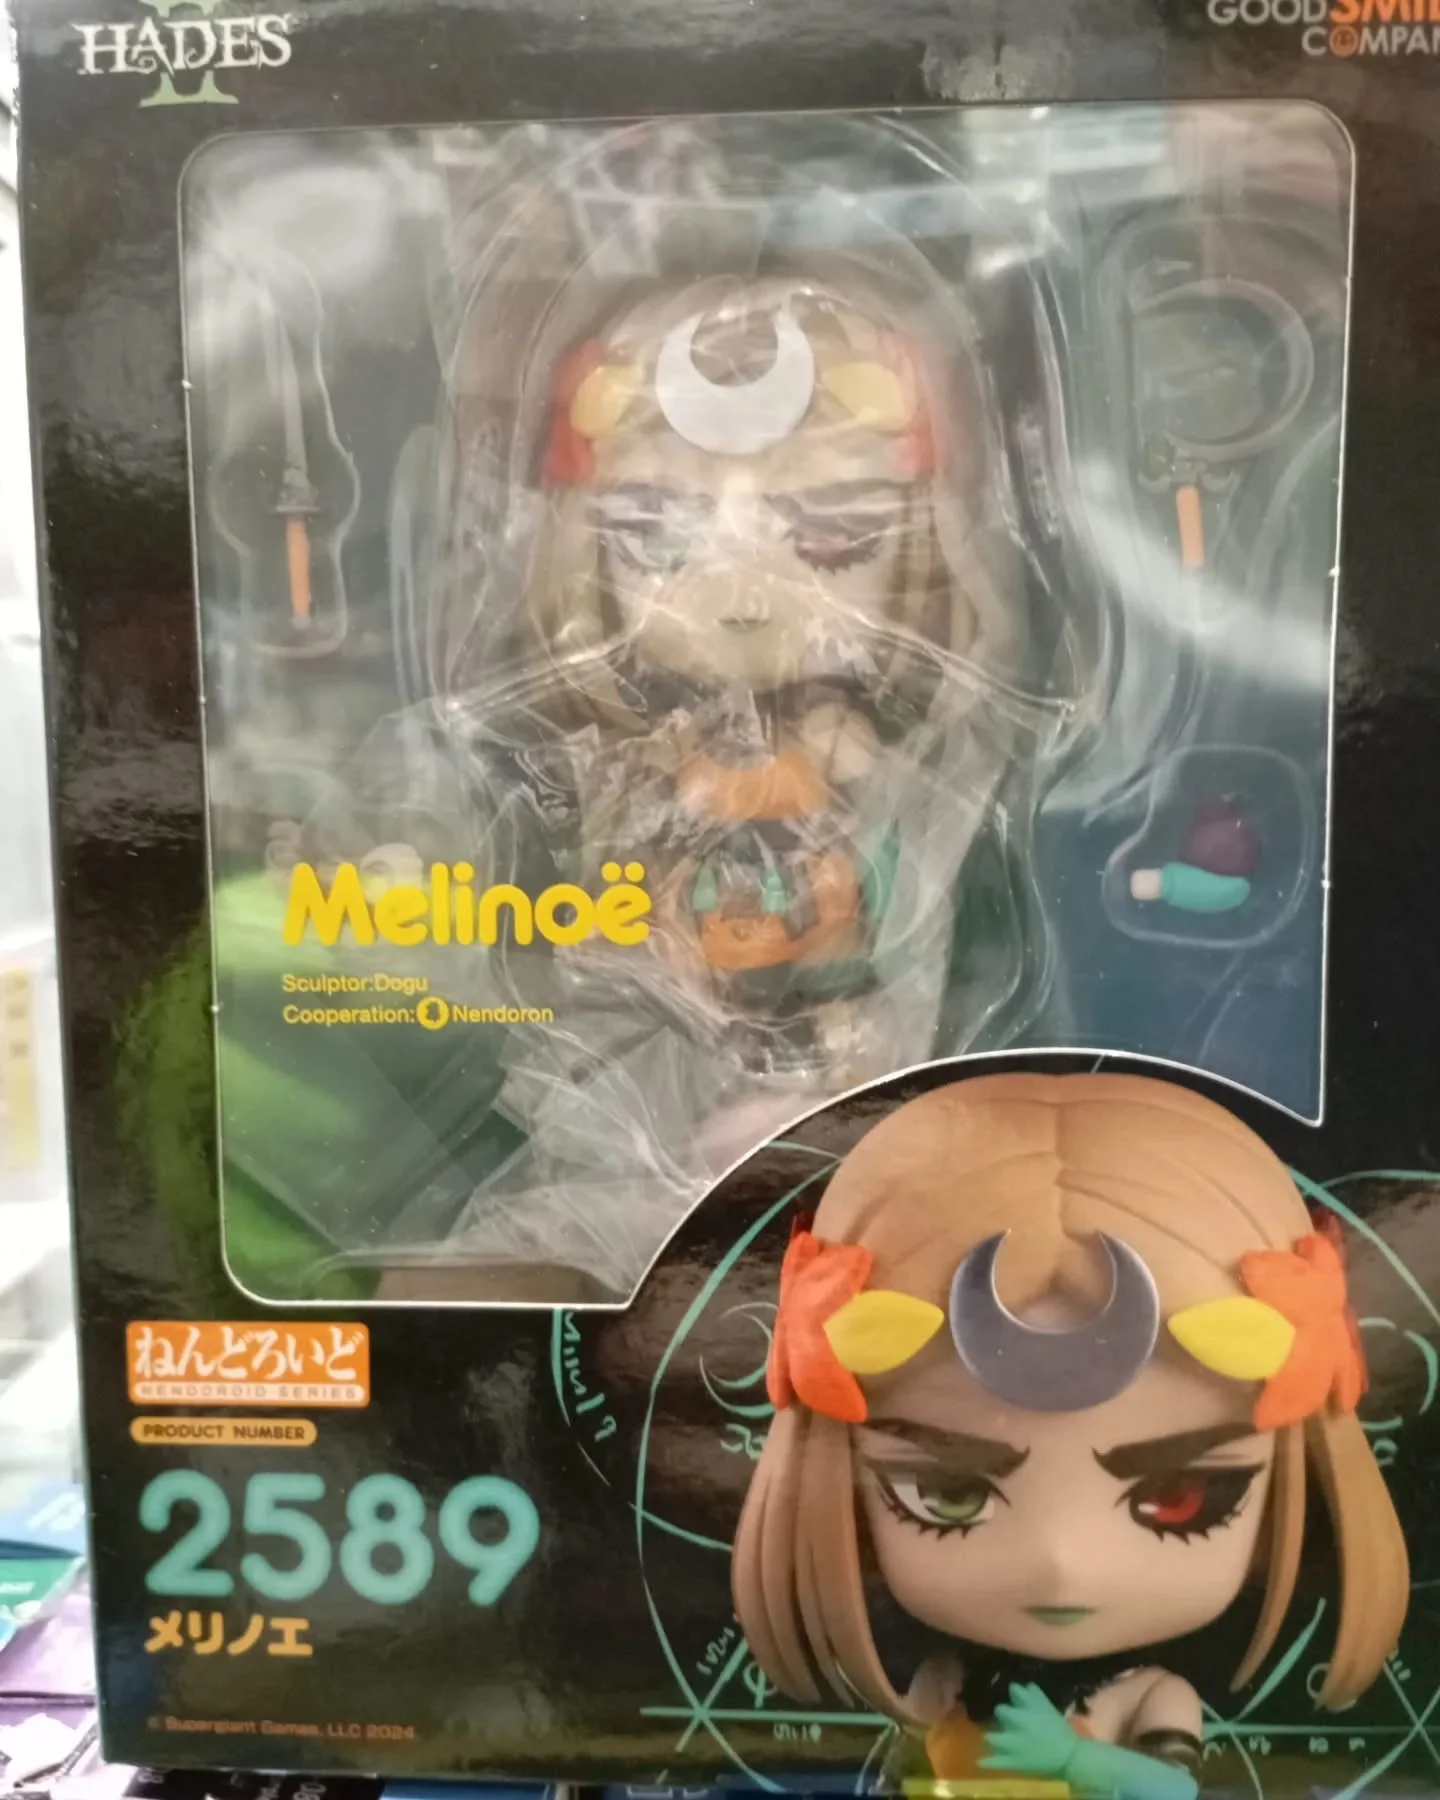 HADES
II
GOOD SMIL
COMPAN
Melinoë
Sculptor:Dogu
Cooperation: Nendoron
ねんどろいど
NENDOROID SERIES
PRODUCT NUMBER
2589
メリノエ
© Supergiant Games, LLC 2024